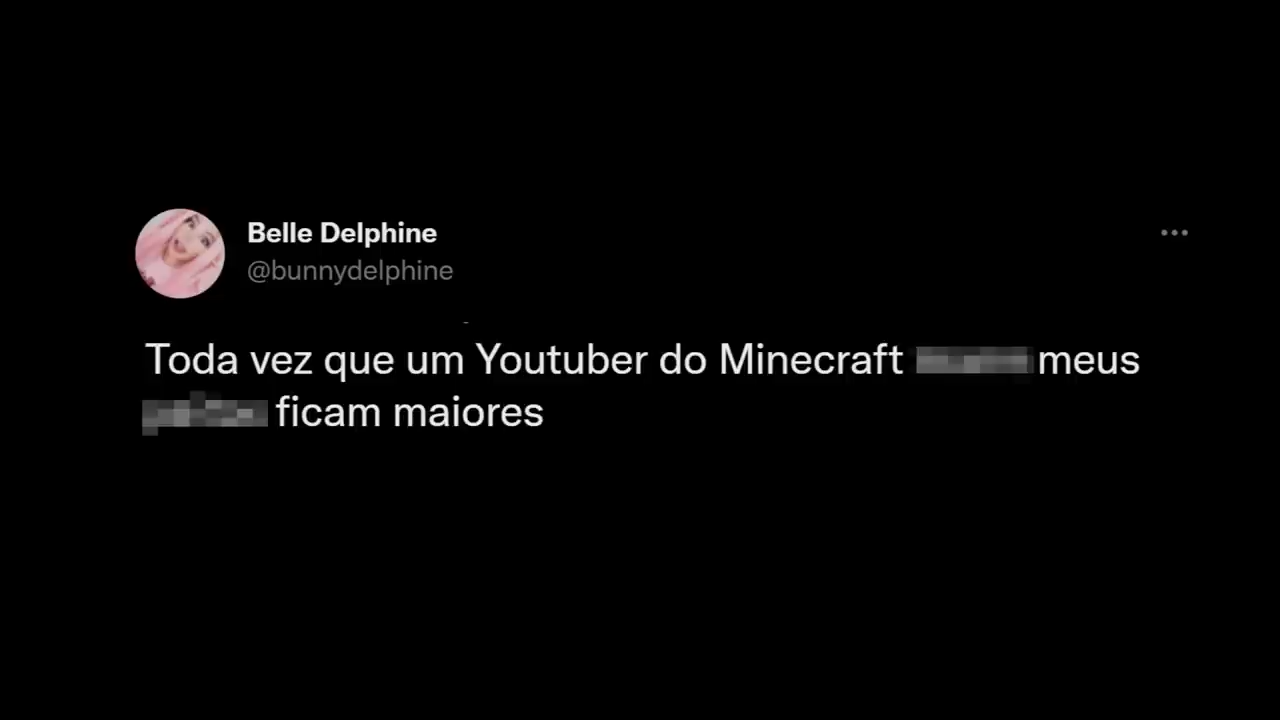 Belle Delphine
@bunnydelphine
Toda vez que um Youtuber do Minecraft meus
ficam maiores